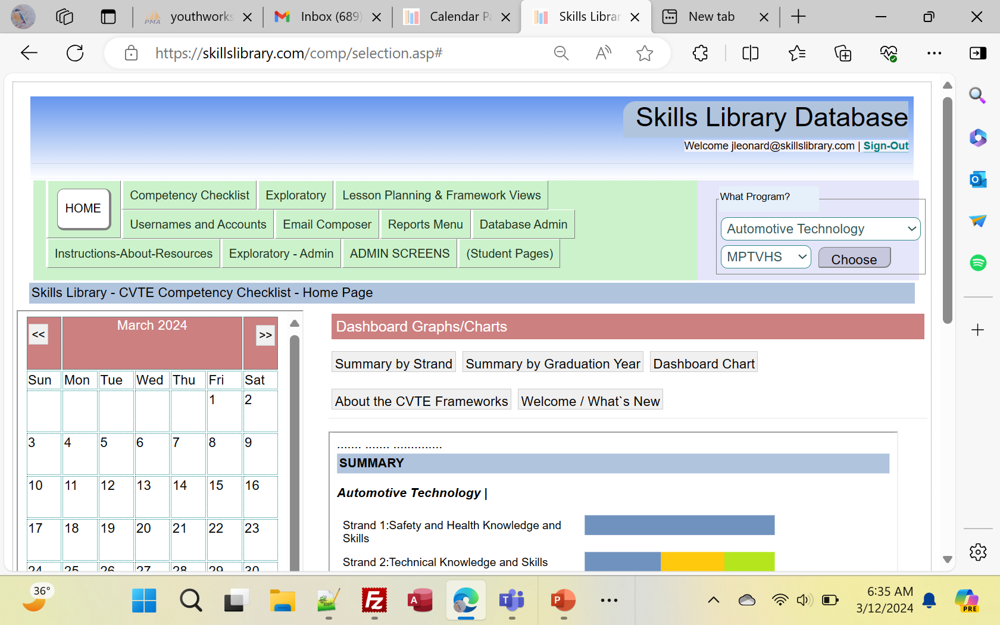 youthworks
Inbox (689)
Calendar Pa
Skills Librar
New tab
https://skillslibrary.com/comp/selection.asp#
Skills Library Database
Welcome jleonard@skillslibrary.com | Sign-Out
HOME
Competency Checklist
Exploratory
Lesson Planning & Framework Views
Usernames and Accounts
Email Composer
Reports Menu
Database Admin
Instructions-About-Resources
Exploratory - Admin
ADMIN SCREENS
(Student Pages)
What Program?
Automotive Technology
MPTVHS
Choose
Skills Library - CVTE Competency Checklist - Home Page
<<
March 2024
>>
Sun Mon Tue Wed Thu Fri Sat
1 2
3 4 5 6 7 8 9
10 11 12 13 14 15 16
17 18 19 20 21 22 23
24 25 26 27 28 29 30
Dashboard Graphs/Charts
Summary by Strand
Summary by Graduation Year
Dashboard Chart
About the CVTE Frameworks
Welcome / What`s New
....... ....... ..............
SUMMARY
Automotive Technology |
Strand 1:Safety and Health Knowledge and
Skills
Strand 2:Technical Knowledge and Skills
36°
6:35 AM
3/12/2024
PRE